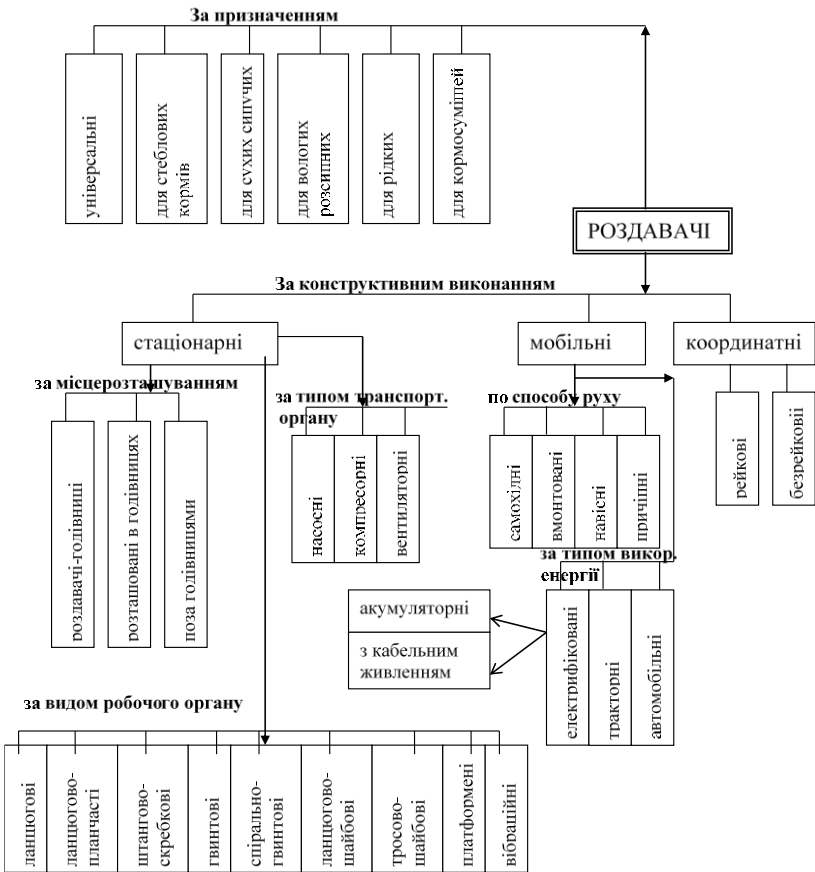 За призначенням
універсальні
для стеблових
кормів
для сухих сипучих
для вологих
розсипних
для рідких
для кормосумішей
РОЗДАВАЧІ
За конструктивним виконанням
стаціонарні
мобільні
координатні
за місцерозташуванням
за типом транспорт.
органу
по способу руху
роздавачі-годівниці
розташовані в годівницях
поза годівницями
насосні
компресорні
вентиляторні
самохідні
вмонтовані
навісні
причіпні
рейкові
безрейкові
за типом викор.
енергії
акумуляторні
з кабельним
живленням
електрифіковані
тракторні
автомобільні
за видом робочого органу
ланцюгові
ланцюгово-
планчасті
штангово-
скребкові
гвинтові
спірально-
гвинтові
ланцюгово-
шайбові
тросово-
шайбові
платформені
вібраційні